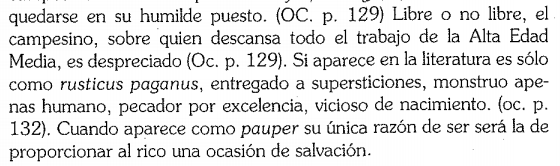 quedarse en su humilde puesto. (OC. p. 129) Libre o no libre, el
campesino, sobre quien descansa todo el trabajo de la Alta Edad
Media, es despreciado (Oc. p. 129). Si aparece en la literatura es sólo
como rusticus paganus, entregado a supersticiones, monstruo ape-
nas humano, pecador por excelencia, vicioso de nacimiento. (oc. p.
132). Cuando aparece como pauper su única razón de ser será la de
proporcionar al rico una ocasión de salvación.